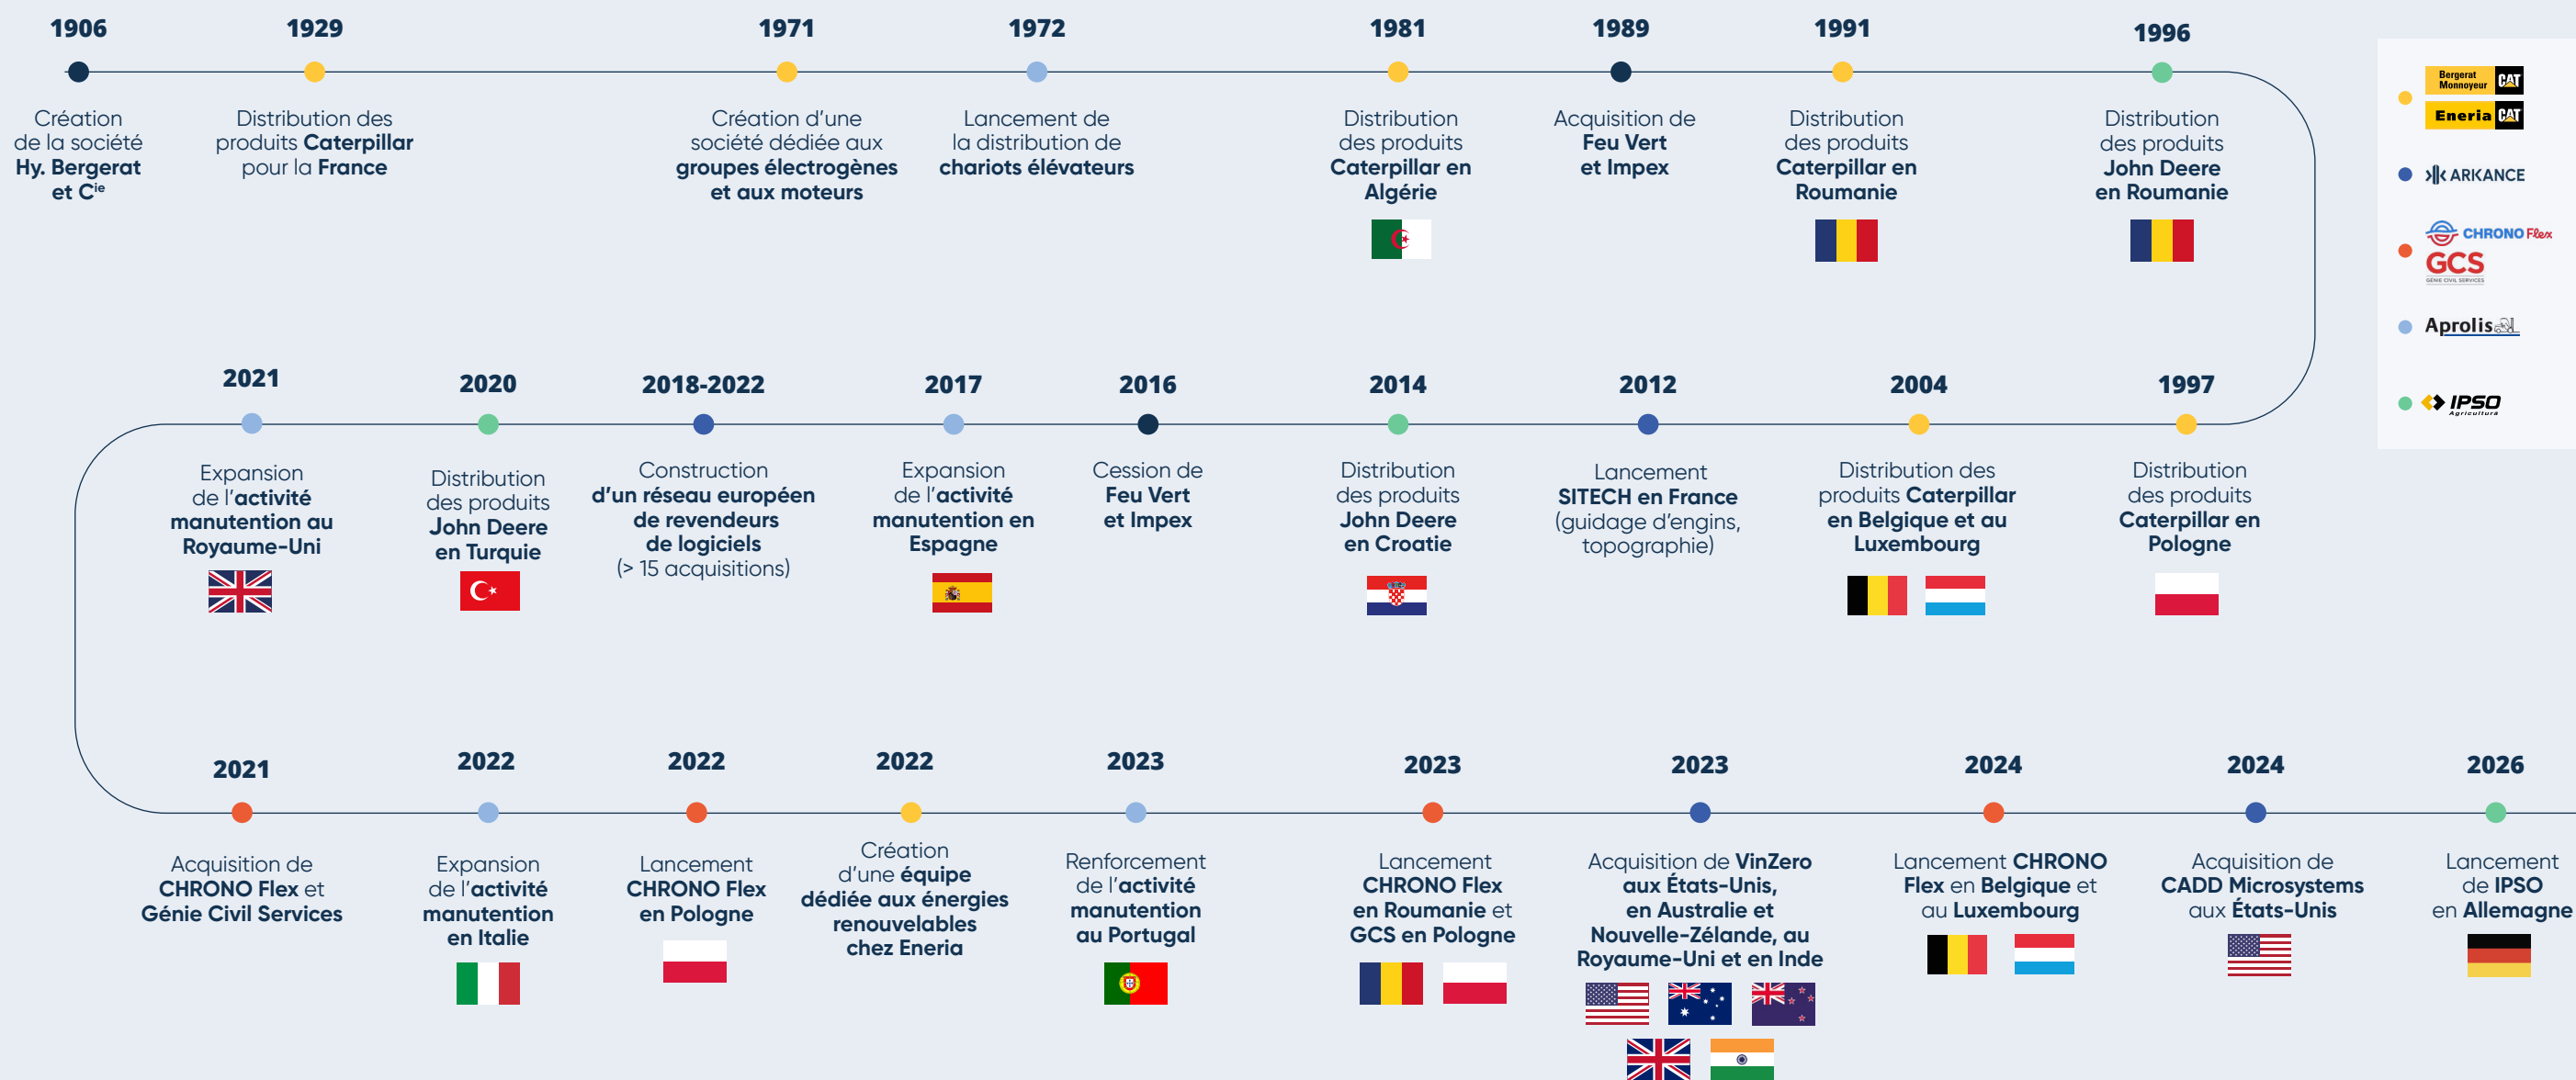 1906
Création
de la société
Hy. Bergerat
et Cie
1929
Distribution des
produits Caterpillar
pour la France
1971
Création d’une
société dédiée aux
groupes électrogènes
et aux moteurs
1972
Lancement de
la distribution de
chariots élévateurs
1981
Distribution
des produits
Caterpillar en
Algérie
1989
Acquisition de
Feu Vert
et Impex
1991
Distribution
des produits
Caterpillar en
Roumanie
1996
Distribution
des produits
John Deere
en Roumanie
Bergerat
Monnoyeur
CAT
Eneria CAT
ARKANCE
CHRONO Flex
GCS
GÉNIE CIVIL SERVICES
Aprolis
IPSO
Agricultura
2021
Expansion
de l’activité
manutention au
Royaume-Uni
2020
Distribution
des produits
John Deere
en Turquie
2018-2022
Construction
d’un réseau européen
de revendeurs
de logiciels
(> 15 acquisitions)
2017
Expansion
de l’activité
manutention en
Espagne
2016
Cession de
Feu Vert
et Impex
2014
Distribution
des produits
John Deere
en Croatie
2012
Lancement
SITECH en France
(guidage d’engins,
topographie)
2004
Distribution des
produits Caterpillar
en Belgique et au
Luxembourg
1997
Distribution
des produits
Caterpillar en
Pologne
2021
Acquisition de
CHRONO Flex et
Génie Civil Services
2022
Expansion
de l’activité
manutention
en Italie
2022
Lancement
CHRONO Flex
en Pologne
2022
Création
d’une équipe
dédiée aux énergies
renouvelables
chez Eneria
2023
Renforcement
de l’activité
manutention
au Portugal
2023
Lancement
CHRONO Flex
en Roumanie et
GCS en Pologne
2023
Acquisition de VinZero
aux États-Unis,
en Australie et
Nouvelle-Zélande, au
Royaume-Uni et en Inde
2024
Lancement CHRONO
Flex en Belgique et
au Luxembourg
2024
Acquisition de
CADD Microsystems
aux États-Unis
2026
Lancement
de IPSO
en Allemagne